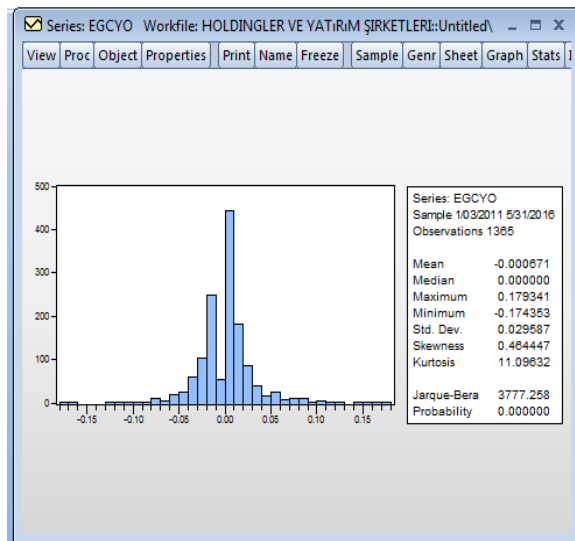 Series: EGCYO Workfile: HOLDINGLER VE YATıRıM ŞIRKETLERI::Untitled\
View Proc Object Properties Print Name Freeze Sample Genr Sheet Graph Stats
500
400
300
200
100
0
-0.15 -0.10 -0.05 0.00 0.05 0.10 0.15
Series: EGCYO
Sample 1/03/2011 5/31/2016
Observations 1365
Mean -0.000671
Median 0.000000
Maximum 0.179341
Minimum -0.174353
Std. Dev. 0.029587
Skewness 0.464447
Kurtosis 11.09632
Jarque-Bera 3777.258
Probability 0.000000